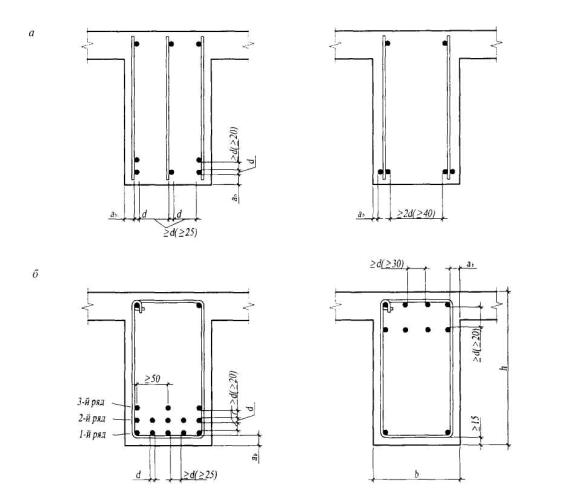 а
≥d(≥20)
d
a₃
a₃
d
d
≥d(≥25)
a₃
≥2d(≥40)
б
≥50
3-й ряд
2-й ряд
1-й ряд
≥d(≥20)
d
a₃
d
≥d(≥25)
≥d(≥30)
a₃
≥d(≥20)
≥15
h
b